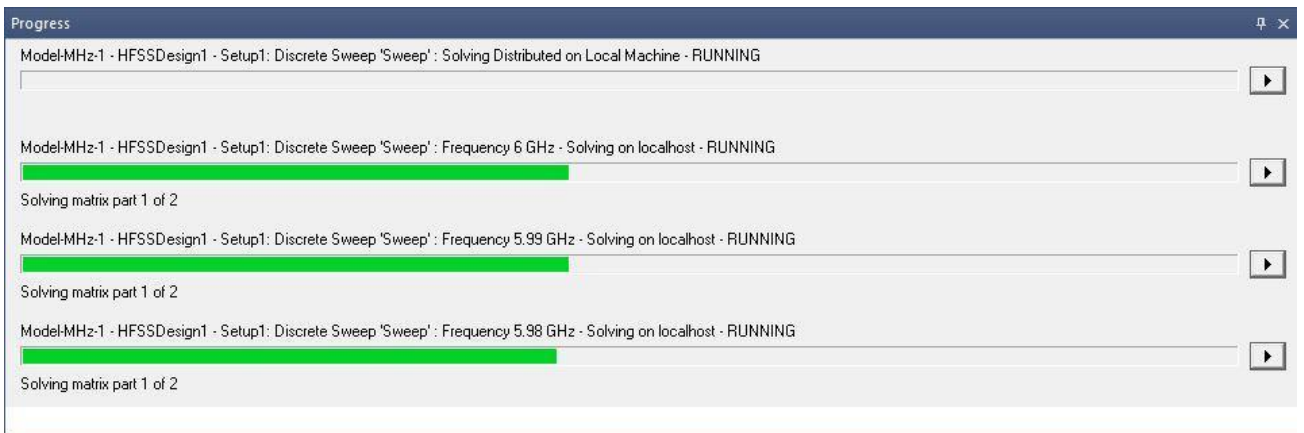 Progress
Model-MHz-1 - HFSSDesign1 - Setup1: Discrete Sweep 'Sweep' : Solving Distributed on Local Machine - RUNNING
Model-MHz-1 - HFSSDesign1 - Setup1: Discrete Sweep 'Sweep' : Frequency 6 GHz - Solving on localhost - RUNNING
Solving matrix part 1 of 2
Model-MHz-1 - HFSSDesign1 - Setup1: Discrete Sweep 'Sweep' : Frequency 5.99 GHz - Solving on localhost - RUNNING
Solving matrix part 1 of 2
Model-MHz-1 - HFSSDesign1 - Setup1: Discrete Sweep 'Sweep' : Frequency 5.98 GHz - Solving on localhost - RUNNING
Solving matrix part 1 of 2